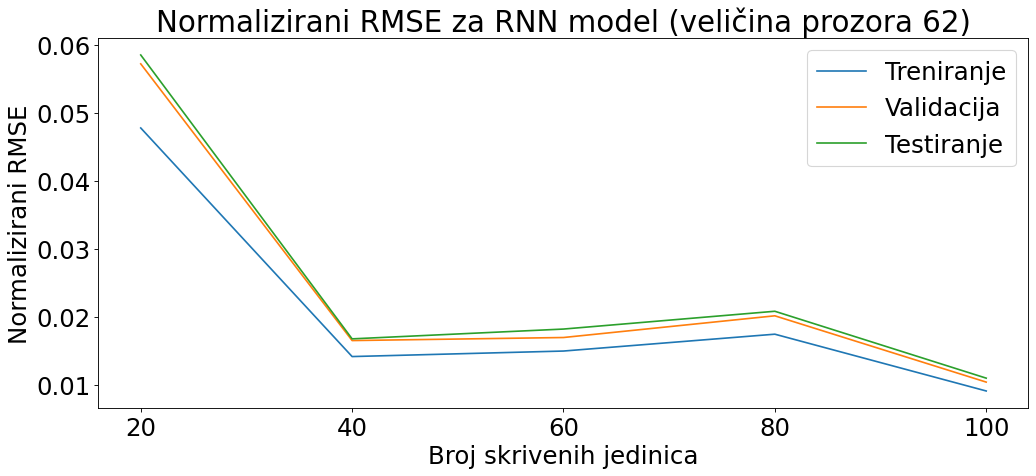 Normalizirani RMSE za RNN model (veličina prozora 62)
Treniranje
Validacija
Testiranje
Normalizirani RMSE
0.06
0.05
0.04
0.03
0.02
0.01
20 40 60 80 100
Broj skrivenih jedinica